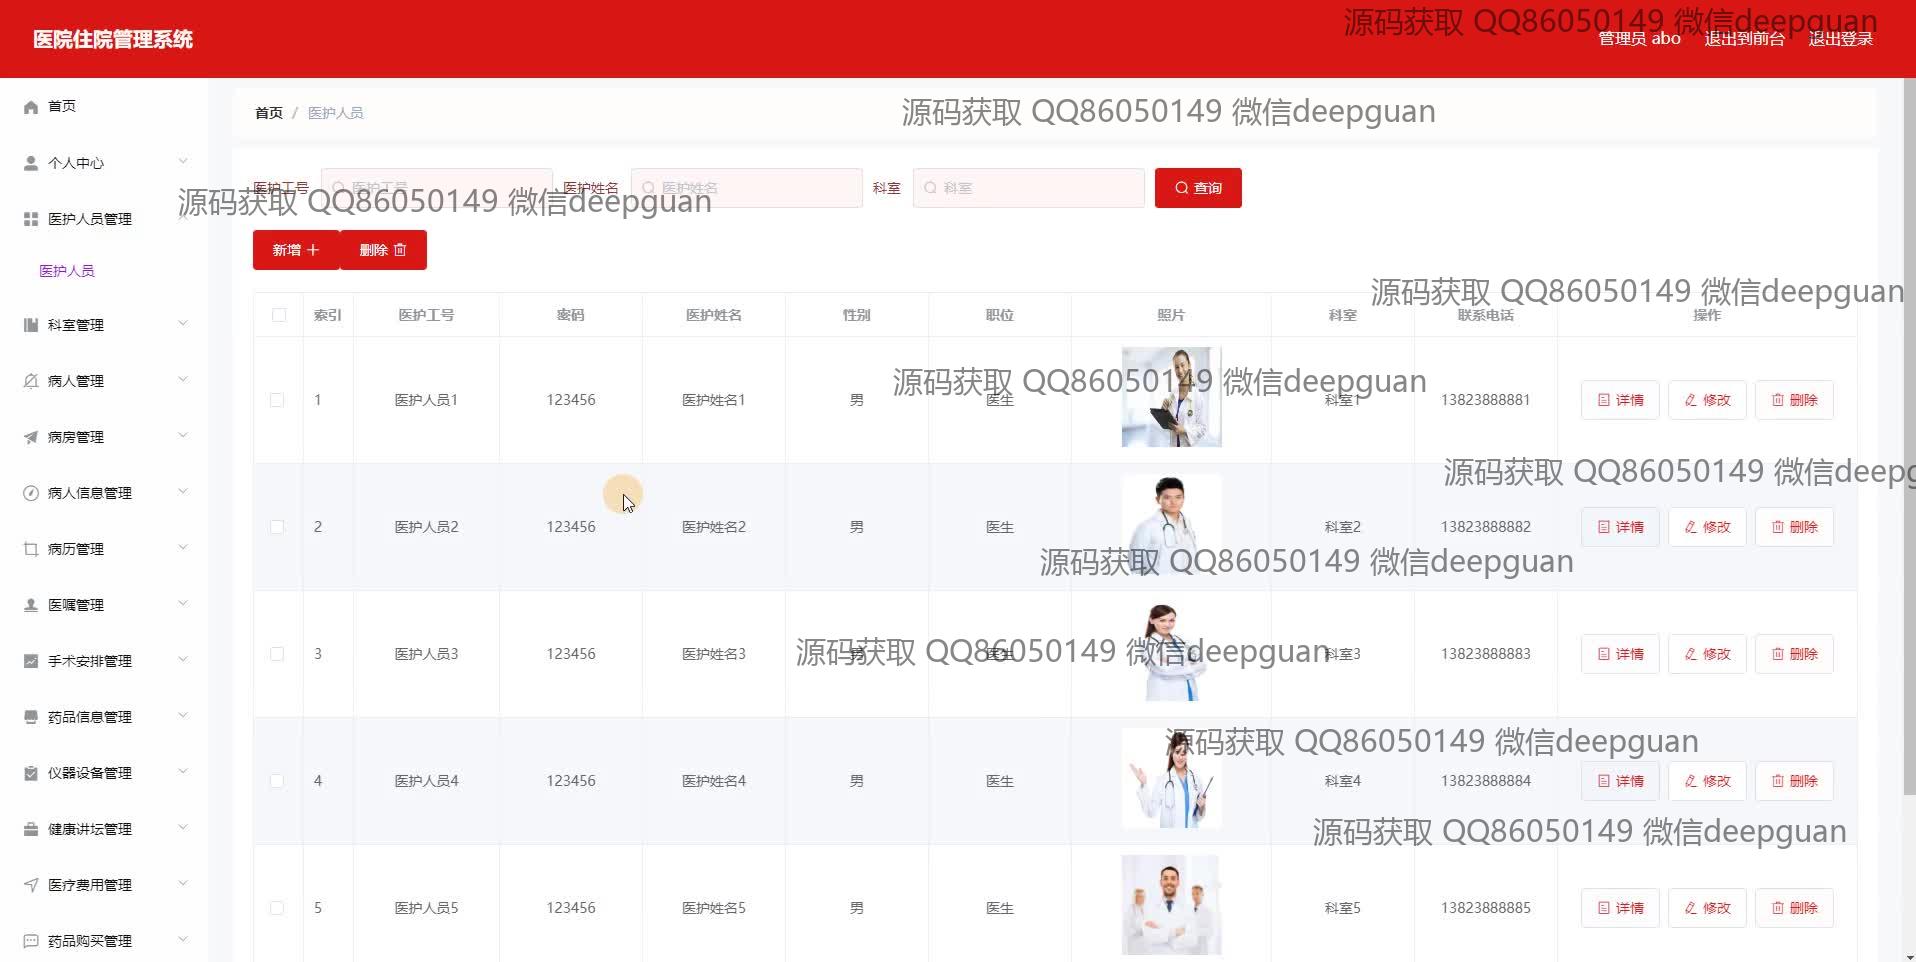 源码获取 QQ86050149 微信deepguan
医院住院管理系统
管理员 abo 退出到前台 退出登录
首页
首页 / 医护人员
源码获取 QQ86050149 微信deepguan
个人中心
医护工号 医护工号 医护姓名 医护姓名 科室 科室 查询
源码获取 QQ86050149 微信deepguan
医护人员管理
新增 删除
医护人员
源码获取 QQ86050149 微信deepguan
索引 医护工号 密码 医护姓名 性别 职位 照片 科室 联系电话 操作
科室管理
病人管理
源码获取 QQ86050149 微信deepguan
1 医护人员1 123456 医护姓名1 男 医生 科室1 13823888881 详情 修改 删除
病房管理
源码获取 QQ86050149 微信deepg
病人信息管理
2 医护人员2 123456 医护姓名2 男 医生 科室2 13823888882 详情 修改 删除
病历管理
源码获取 QQ86050149 微信deepguan
医嘱管理
源码获取 QQ86050149 微信deepguan
3 医护人员3 123456 医护姓名3 男 医生 科室3 13823888883 详情 修改 删除
手术安排管理
药品信息管理
源码获取 QQ86050149 微信deepguan
仪器设备管理
4 医护人员4 123456 医护姓名4 男 医生 科室4 13823888884 详情 修改 删除
健康讲坛管理
源码获取 QQ86050149 微信deepguan
医疗费用管理
5 医护人员5 123456 医护姓名5 男 医生 科室5 13823888885 详情 修改 删除
药品购买管理